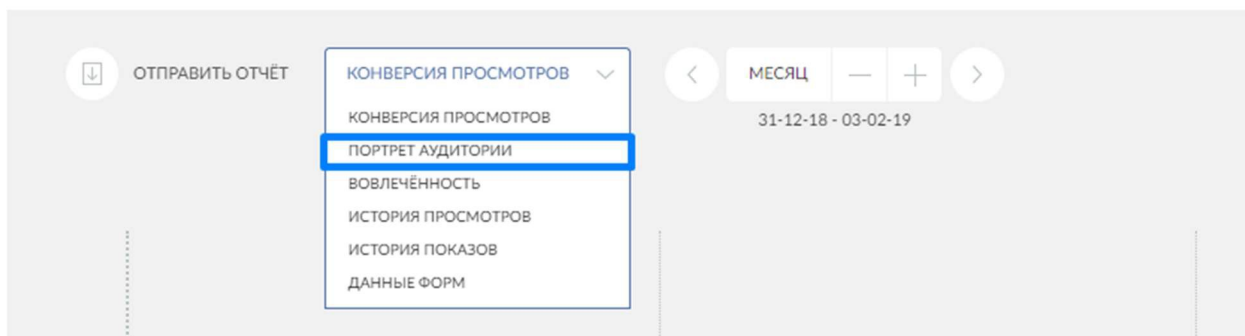 ОТПРАВИТЬ ОТЧЁТ
КОНВЕРСИЯ ПРОСМОТРОВ
МЕСЯЦ
31-12-18 - 03-02-19
КОНВЕРСИЯ ПРОСМОТРОВ
ПОРТРЕТ АУДИТОРИИ
ВОВЛЕЧЁННОСТЬ
ИСТОРИЯ ПРОСМОТРОВ
ИСТОРИЯ ПОКАЗОВ
ДАННЫЕ ФОРМ